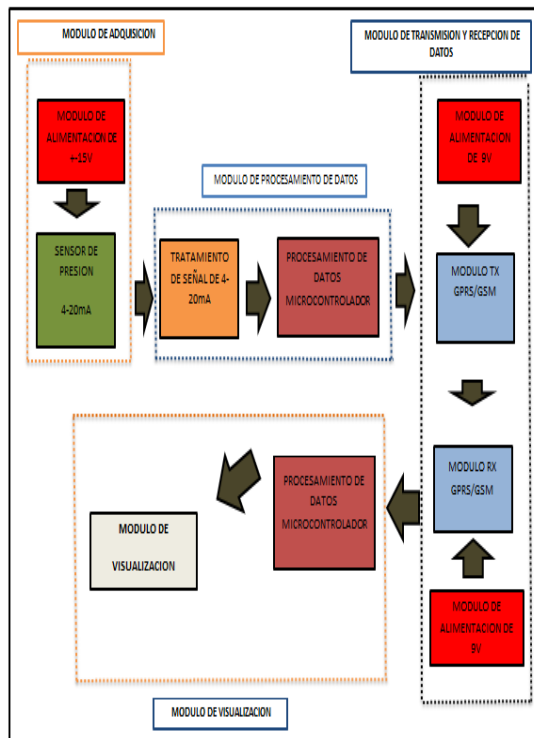 MODULO DE ADQUISICION
MODULO DE TRANSMISION Y RECEPCION DE
DATOS
MODULO DE
ALIMENTACION DE
+-15V
MODULO DE
ALIMENTACION
DE 9V
MODULO DE PROCESAMIENTO DE DATOS
SENSOR DE
PRESION
4-20mA
TRATAMIENTO
DE SEÑAL DE 4-
20mA
PROCESAMIENTO DE
DATOS
MICROCONTROLADOR
MODULO TX
GPRS/GSM
MODULO RX
GPRS/GSM
PROCESAMIENTO DE
DATOS
MICROCONTROLADOR
MODULO DE
VISUALIZACION
MODULO DE
ALIMENTACION DE
9V
MODULO DE VISUALIZACION